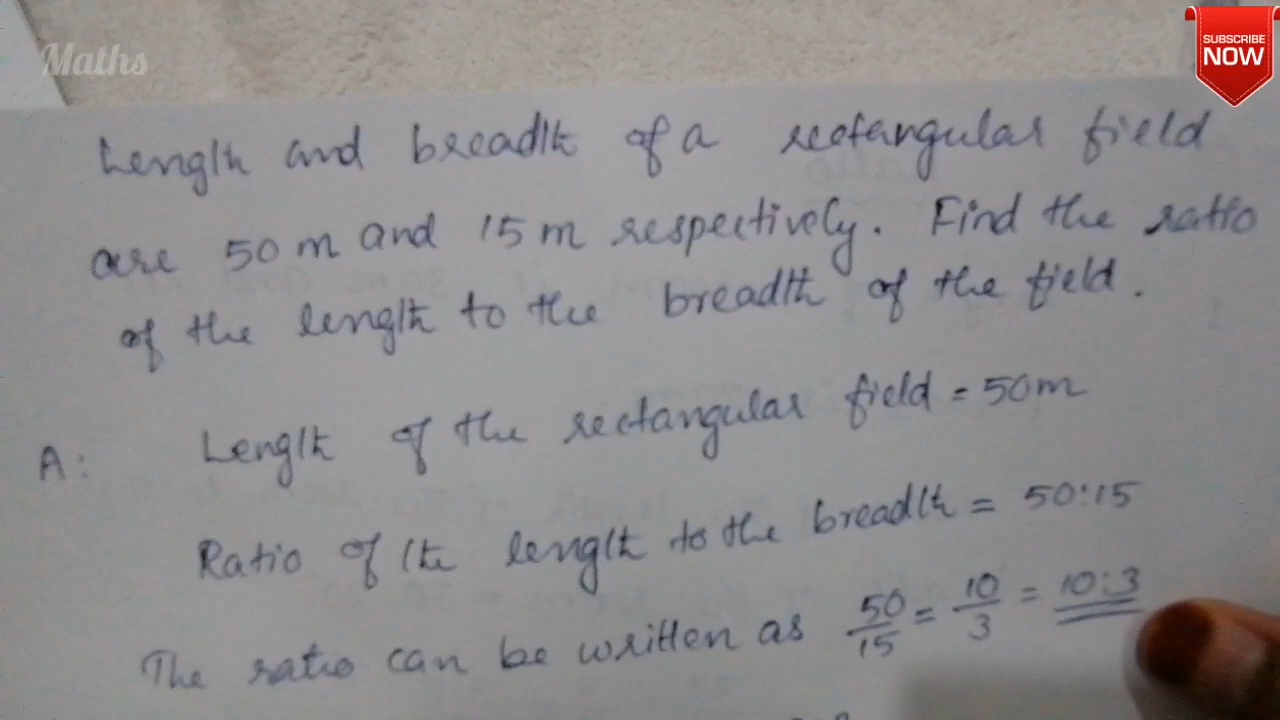 Maths
SUBSCRIBE
NOW
Length and breadth of a rectangular field
are 50 m and 15 m respectively. Find the ratio
of the length to the breadth of the field.
A: Length of the rectangular field = 50m
Ratio of the length to the breadth = 50:15
The ratio can be written as 50/15 = 10/3 = 10:3